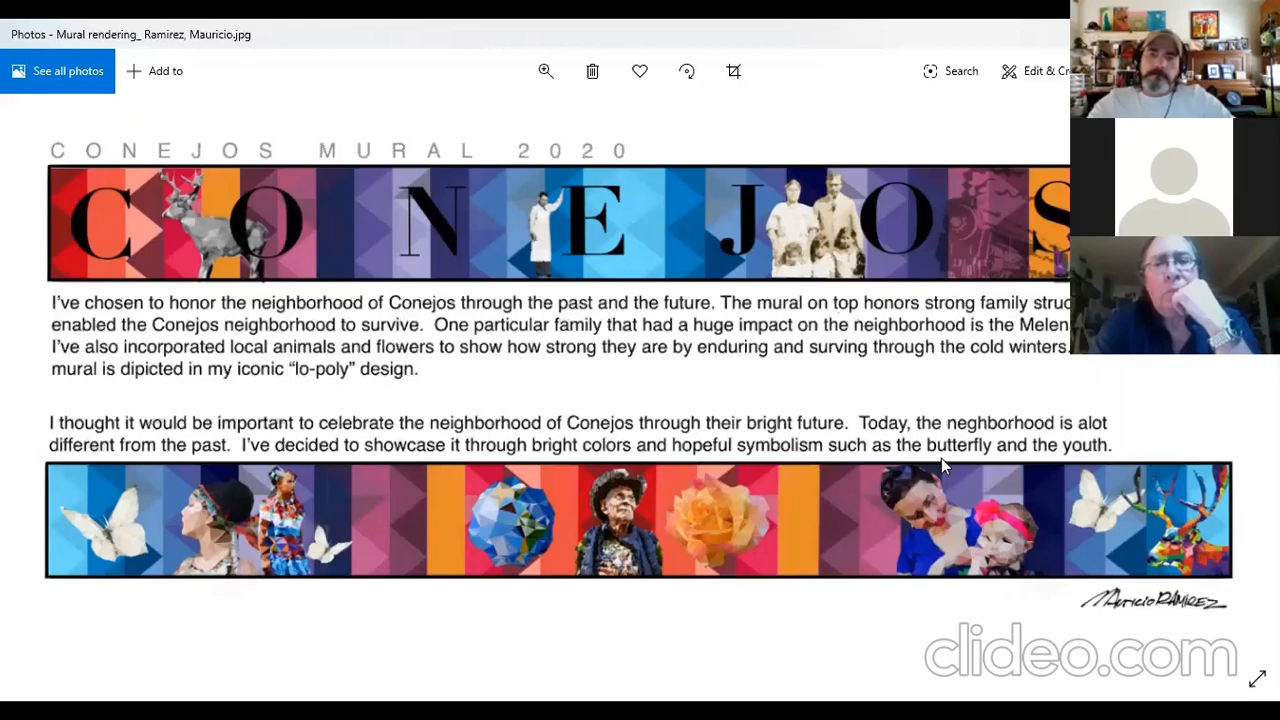 Photos - Mural rendering_ Ramirez, Mauricio.jpg
See all photos
Add to
Search
Edit & Cr
CONEJOS MURAL 2020
CONEJOS
I've chosen to honor the neighborhood of Conejos through the past and the future. The mural on top honors strong family struc
enabled the Conejos neighborhood to survive. One particular family that had a huge impact on the neighborhood is the Melen
I've also incorporated local animals and flowers to show how strong they are by enduring and surving through the cold winters.
mural is dipicted in my iconic “lo-poly” design.
I thought it would be important to celebrate the neighborhood of Conejos through their bright future. Today, the neghborhood is alot
different from the past. I've decided to showcase it through bright colors and hopeful symbolism such as the butterfly and the youth.
Mauricio RAMIREZ
clideo.com